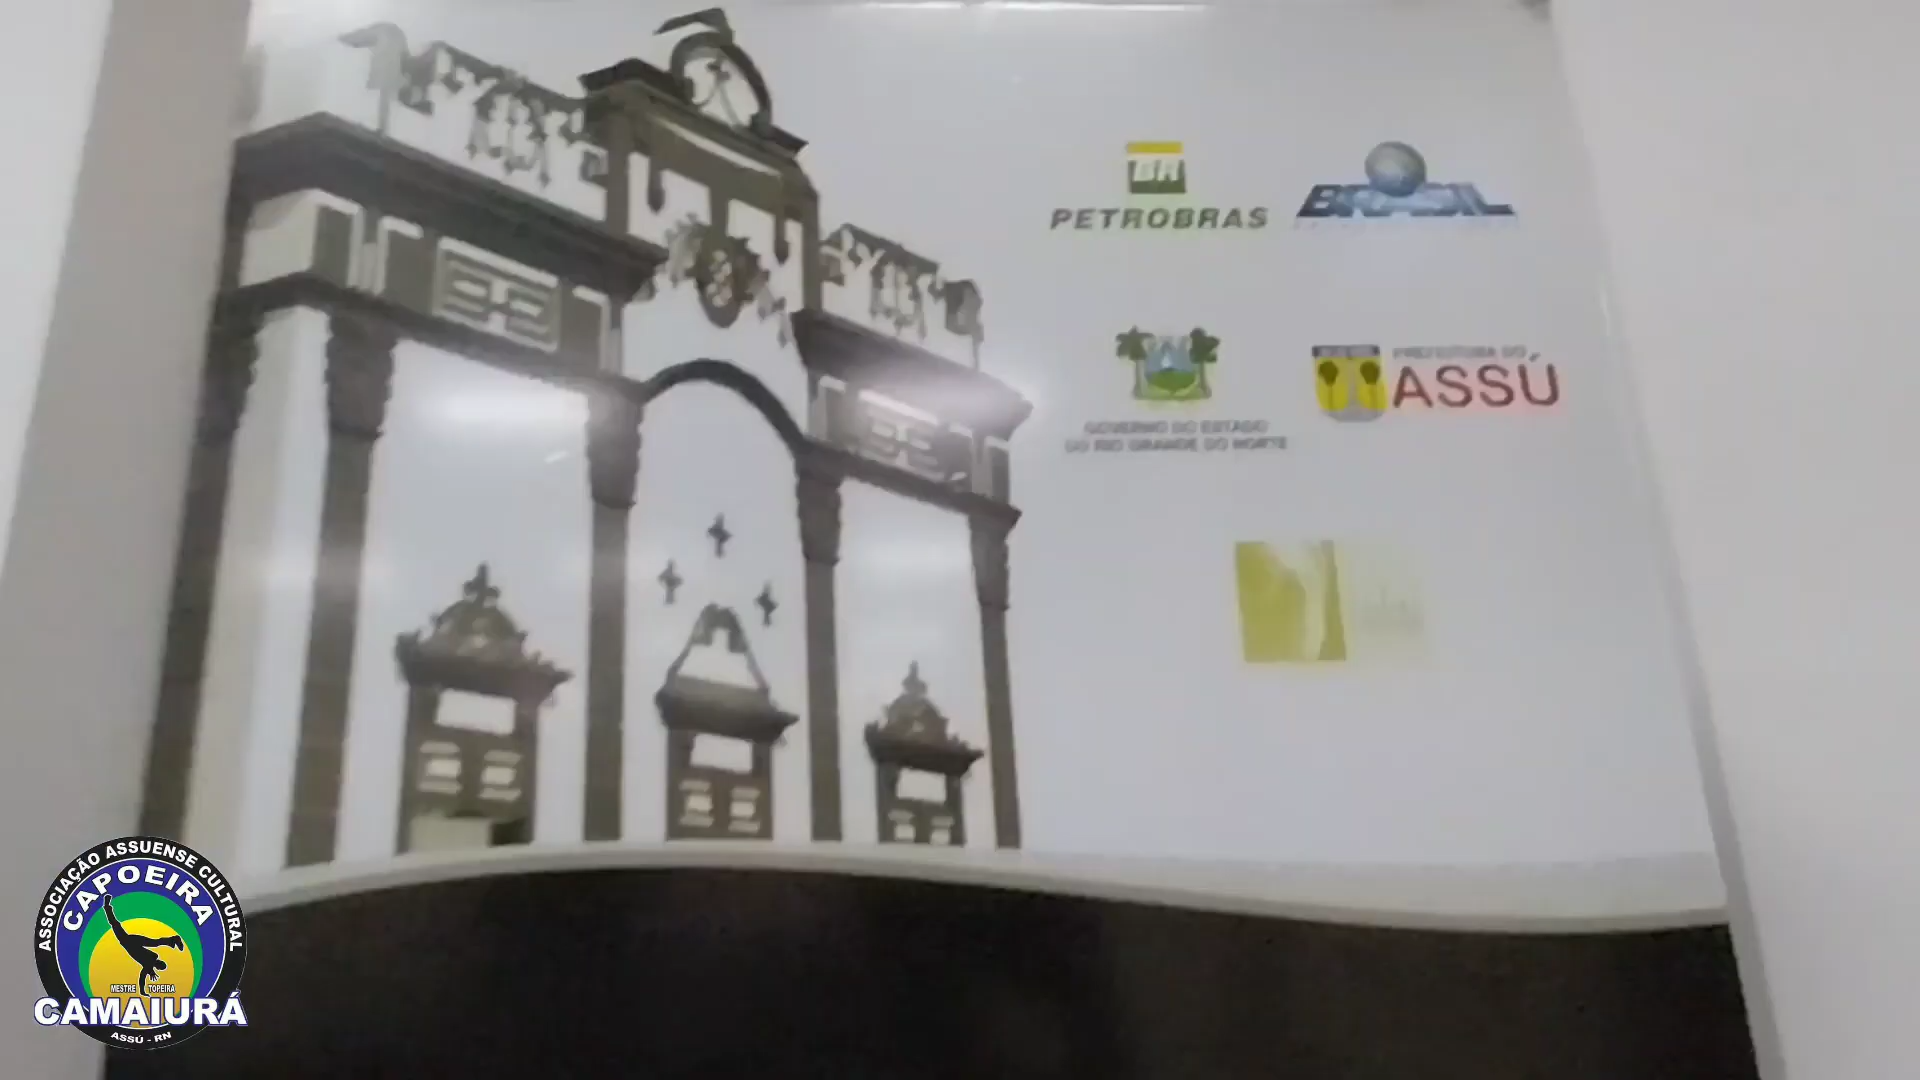 BR
PETROBRAS
BRASIL
GOVERNO DO ESTADO
DO RIO GRANDE DO NORTE
PREFEITURA DO
ASSÚ
ASSOCIAÇÃO ASSUENSE CULTURAL
CAPOEIRA
MESTRE TOPEIRA
CAMAIURÁ
ASSÚ - RN